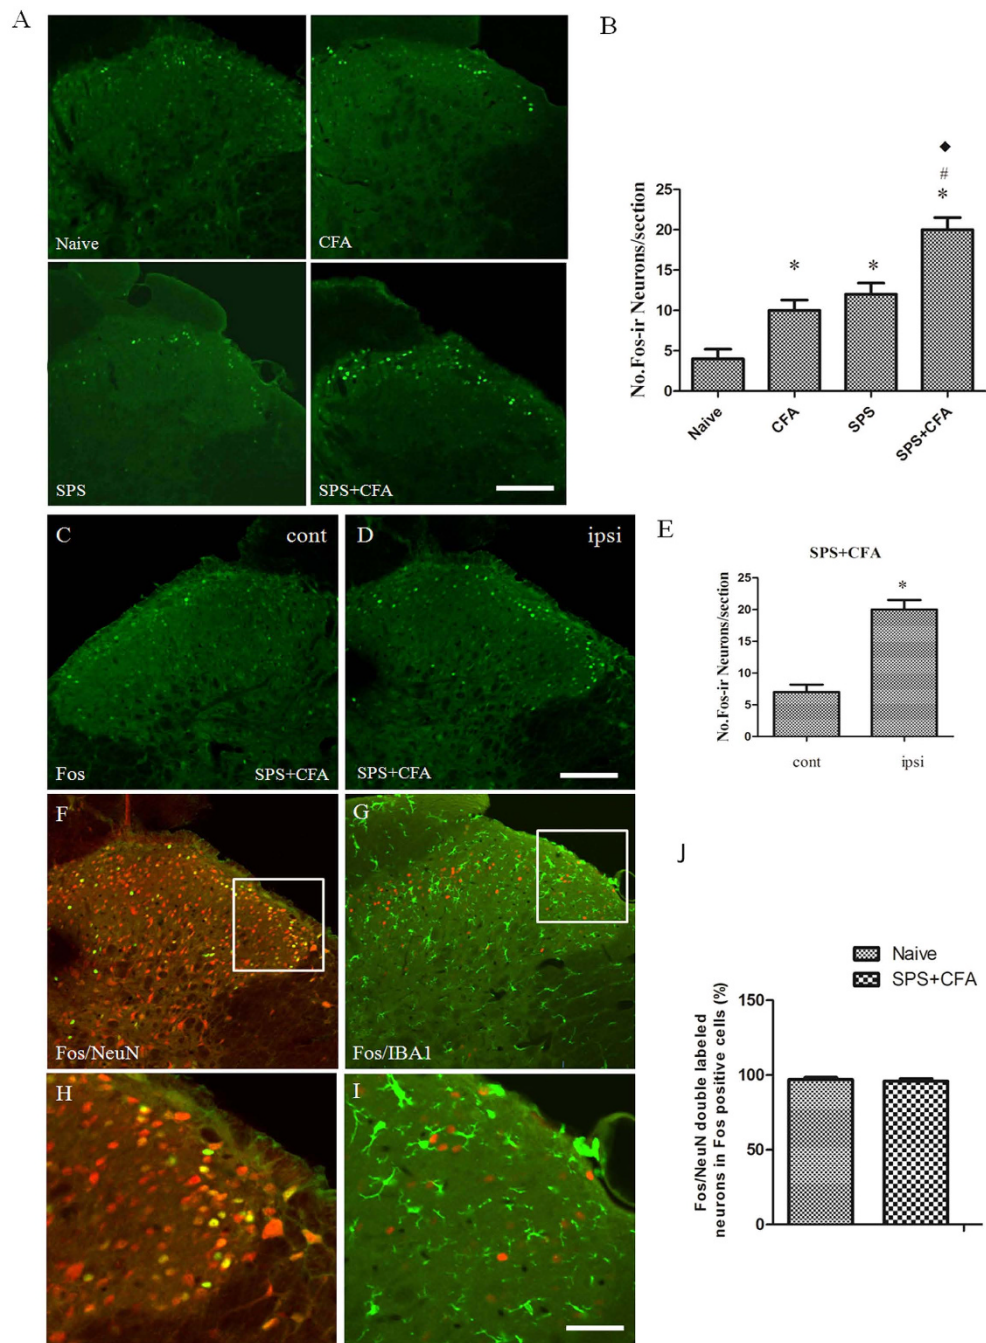 A
B
Naive
CFA
SPS
SPS+CFA
No.Fos-ir Neurons/section
25
20
15
10
5
0
◆
#
*
*
*
Naive
CFA
SPS
SPS+CFA
C
cont
D
ipsi
Fos
SPS+CFA
SPS+CFA
E
SPS+CFA
No.Fos-ir Neurons/section
25
20
15
10
5
0
*
cont
ipsi
F
G
Fos/NeuN
Fos/IBA1
H
I
J
Naive
SPS+CFA
Fos/NeuN double labeled
neurons in Fos positive cells (%)
150
100
50
0